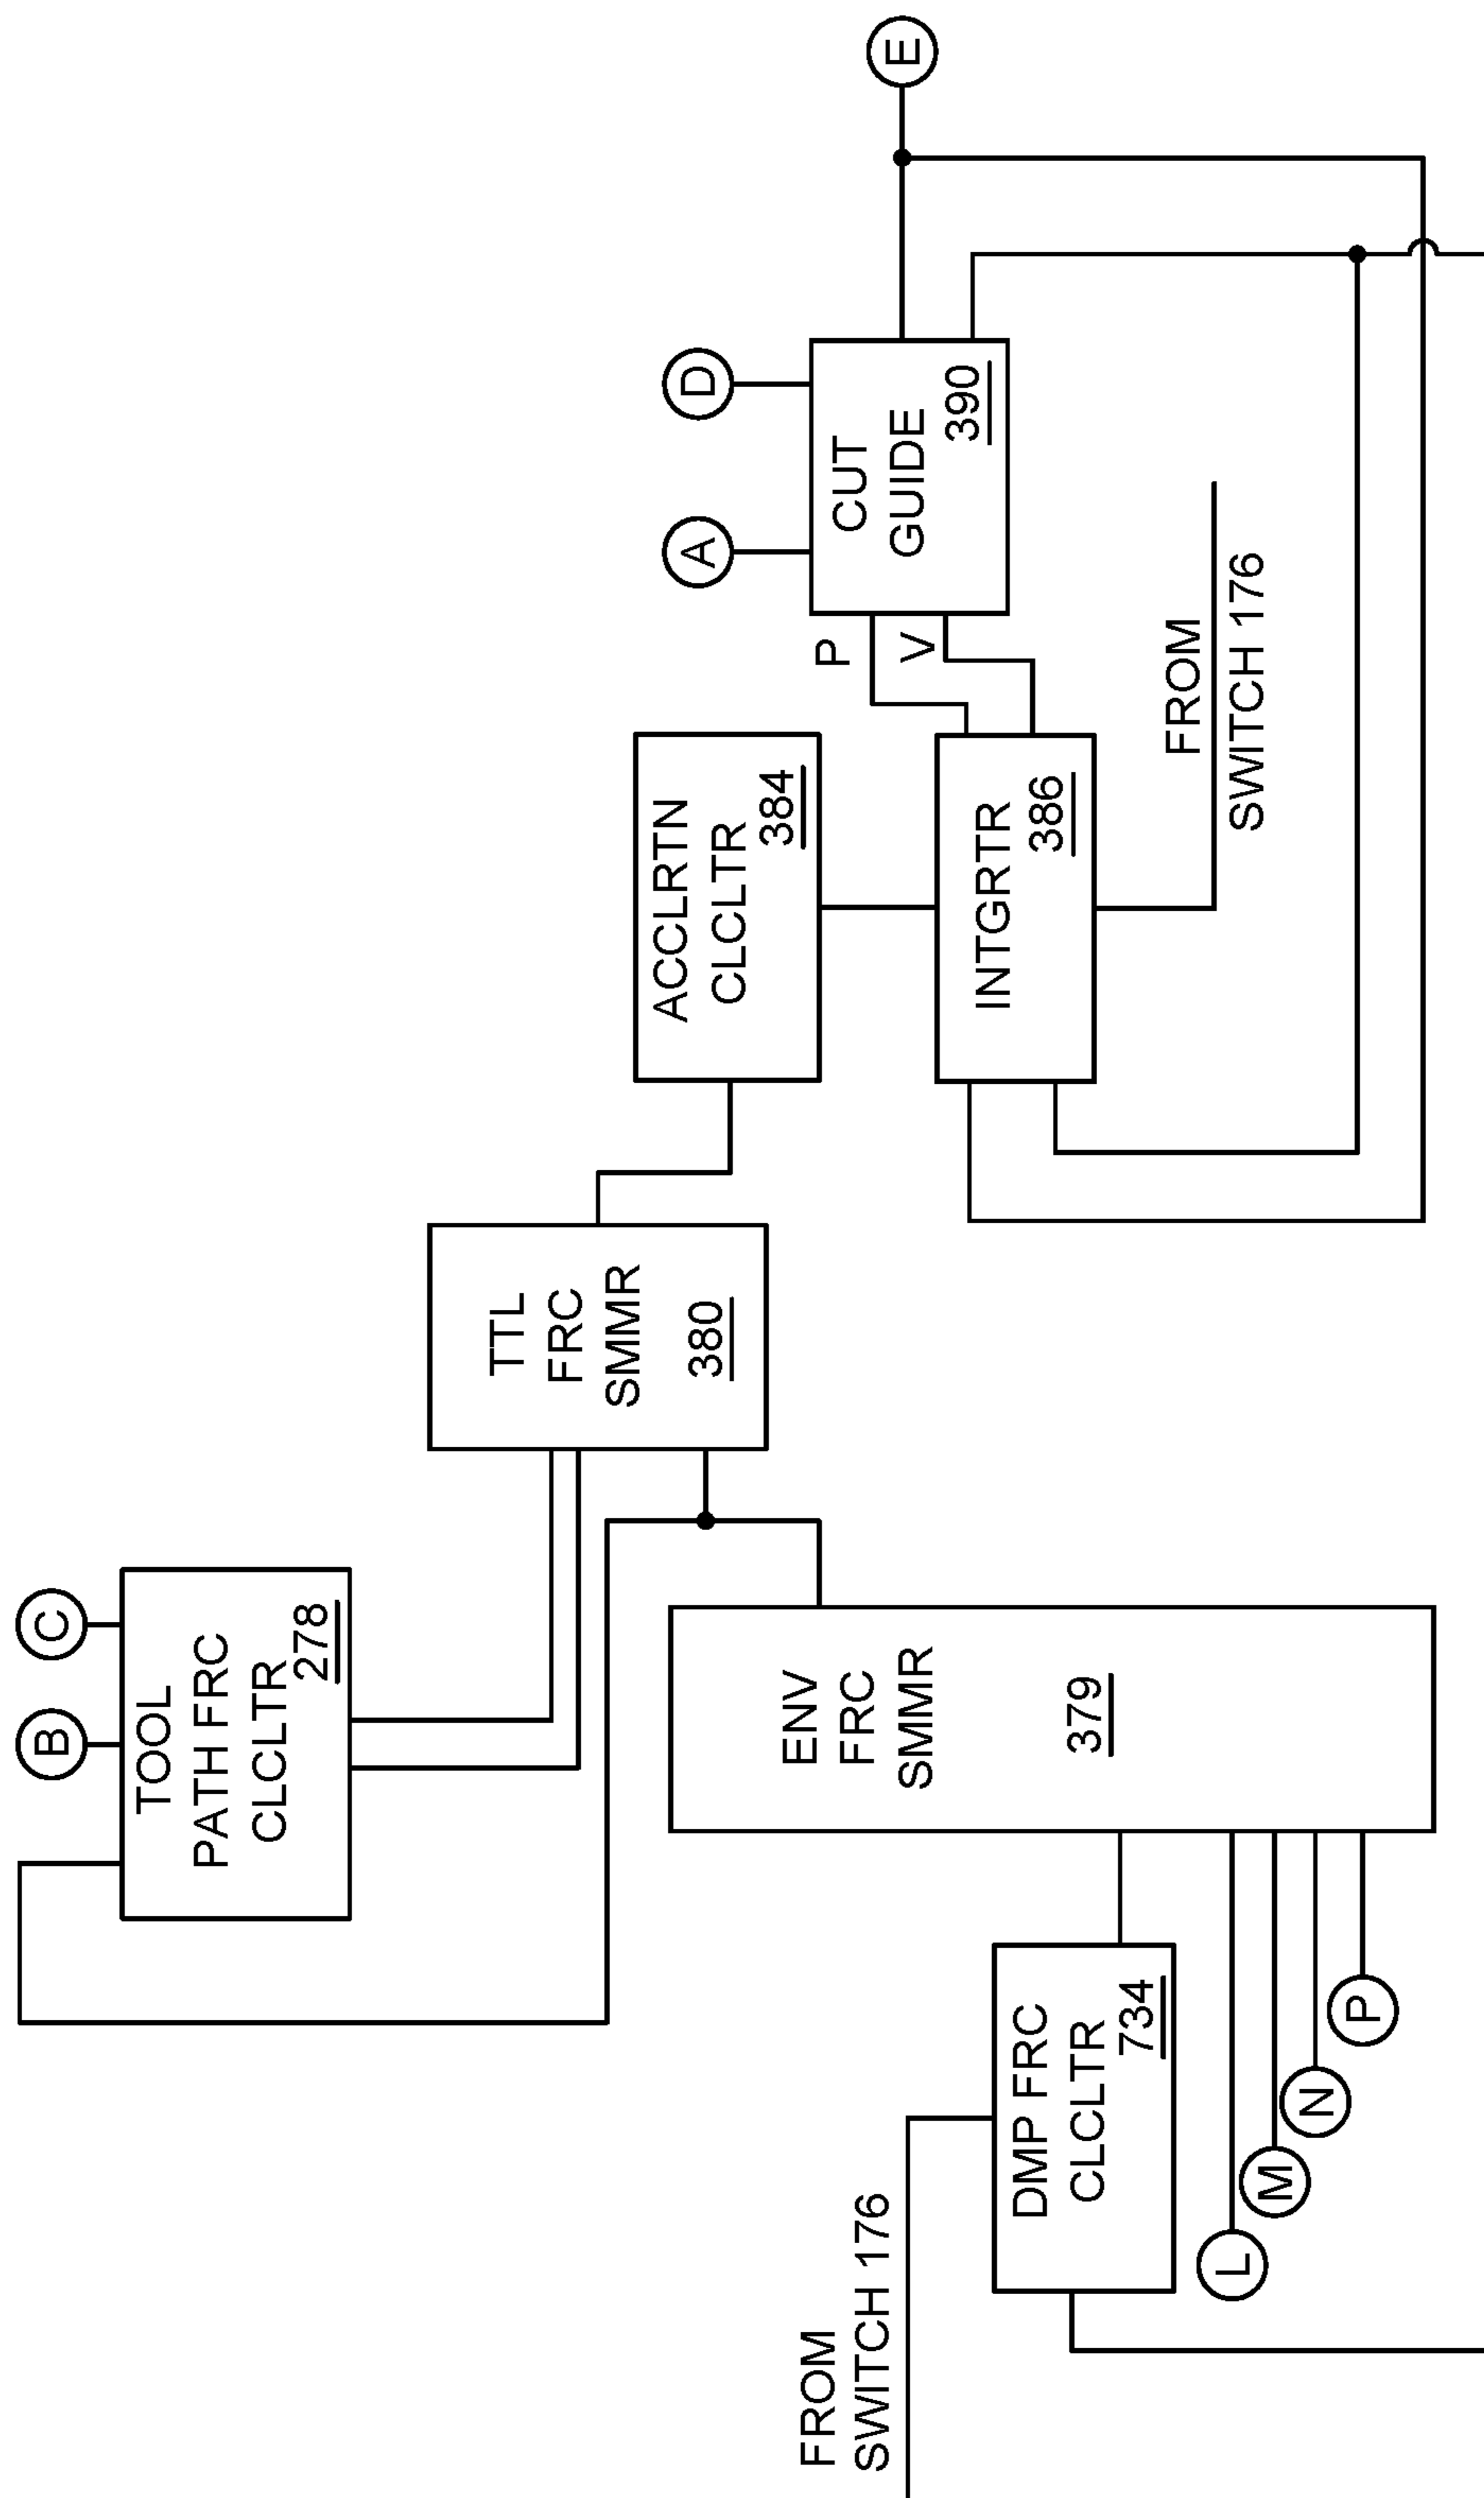 B
C
TOOL
PATH FRC
CLCLTR
278
TTL
FRC
SMMR
380
ACCLRTN
CLCLTR
384
A
D
E
CUT
GUIDE
390
P
V
INTGRTR
386
FROM
SWITCH 176
ENV
FRC
SMMR
379
FROM
SWITCH 176
DMP FRC
CLCLTR
734
L
M
N
P